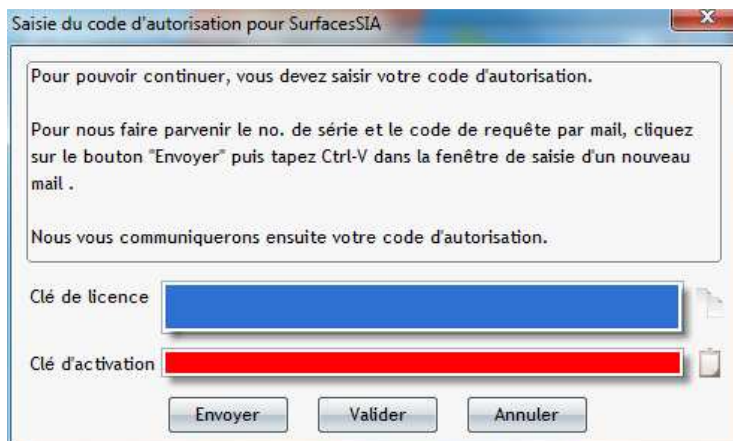 Saisie du code d'autorisation pour SurfacesSIA
Pour pouvoir continuer, vous devez saisir votre code d'autorisation.
Pour nous faire parvenir le no. de série et le code de requête par mail, cliquez
sur le bouton "Envoyer" puis tapez Ctrl-V dans la fenêtre de saisie d'un nouveau
mail .
Nous vous communiquerons ensuite votre code d'autorisation.
Clé de licence
Clé d'activation
Envoyer Valider Annuler